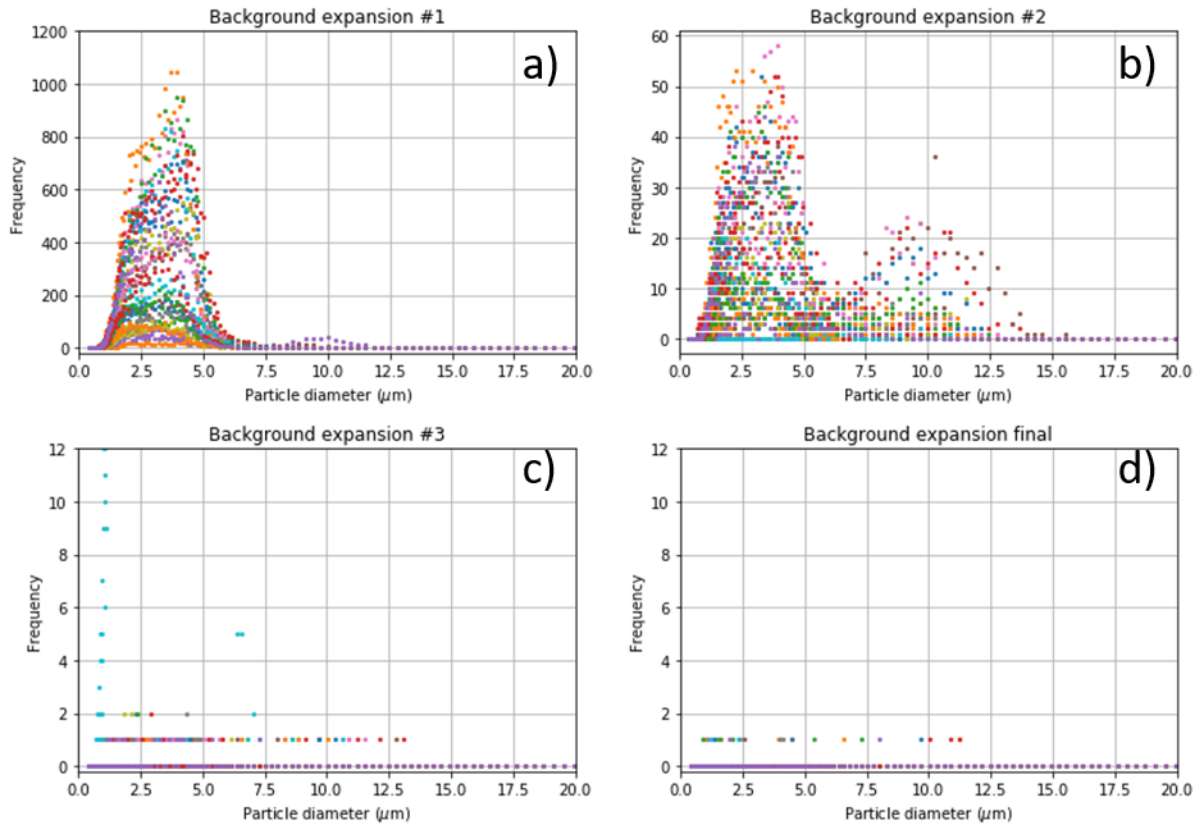 Background expansion #1
a)
1200
1000
800
600
400
200
0
Frequency
0.0 2.5 5.0 7.5 10.0 12.5 15.0 17.5 20.0
Particle diameter (μm)
Background expansion #2
b)
60
50
40
30
20
10
0
Frequency
0.0 2.5 5.0 7.5 10.0 12.5 15.0 17.5 20.0
Particle diameter (μm)
Background expansion #3
c)
12
10
8
6
4
2
0
Frequency
0.0 2.5 5.0 7.5 10.0 12.5 15.0 17.5 20.0
Particle diameter (μm)
Background expansion final
d)
12
10
8
6
4
2
0
Frequency
0.0 2.5 5.0 7.5 10.0 12.5 15.0 17.5 20.0
Particle diameter (μm)